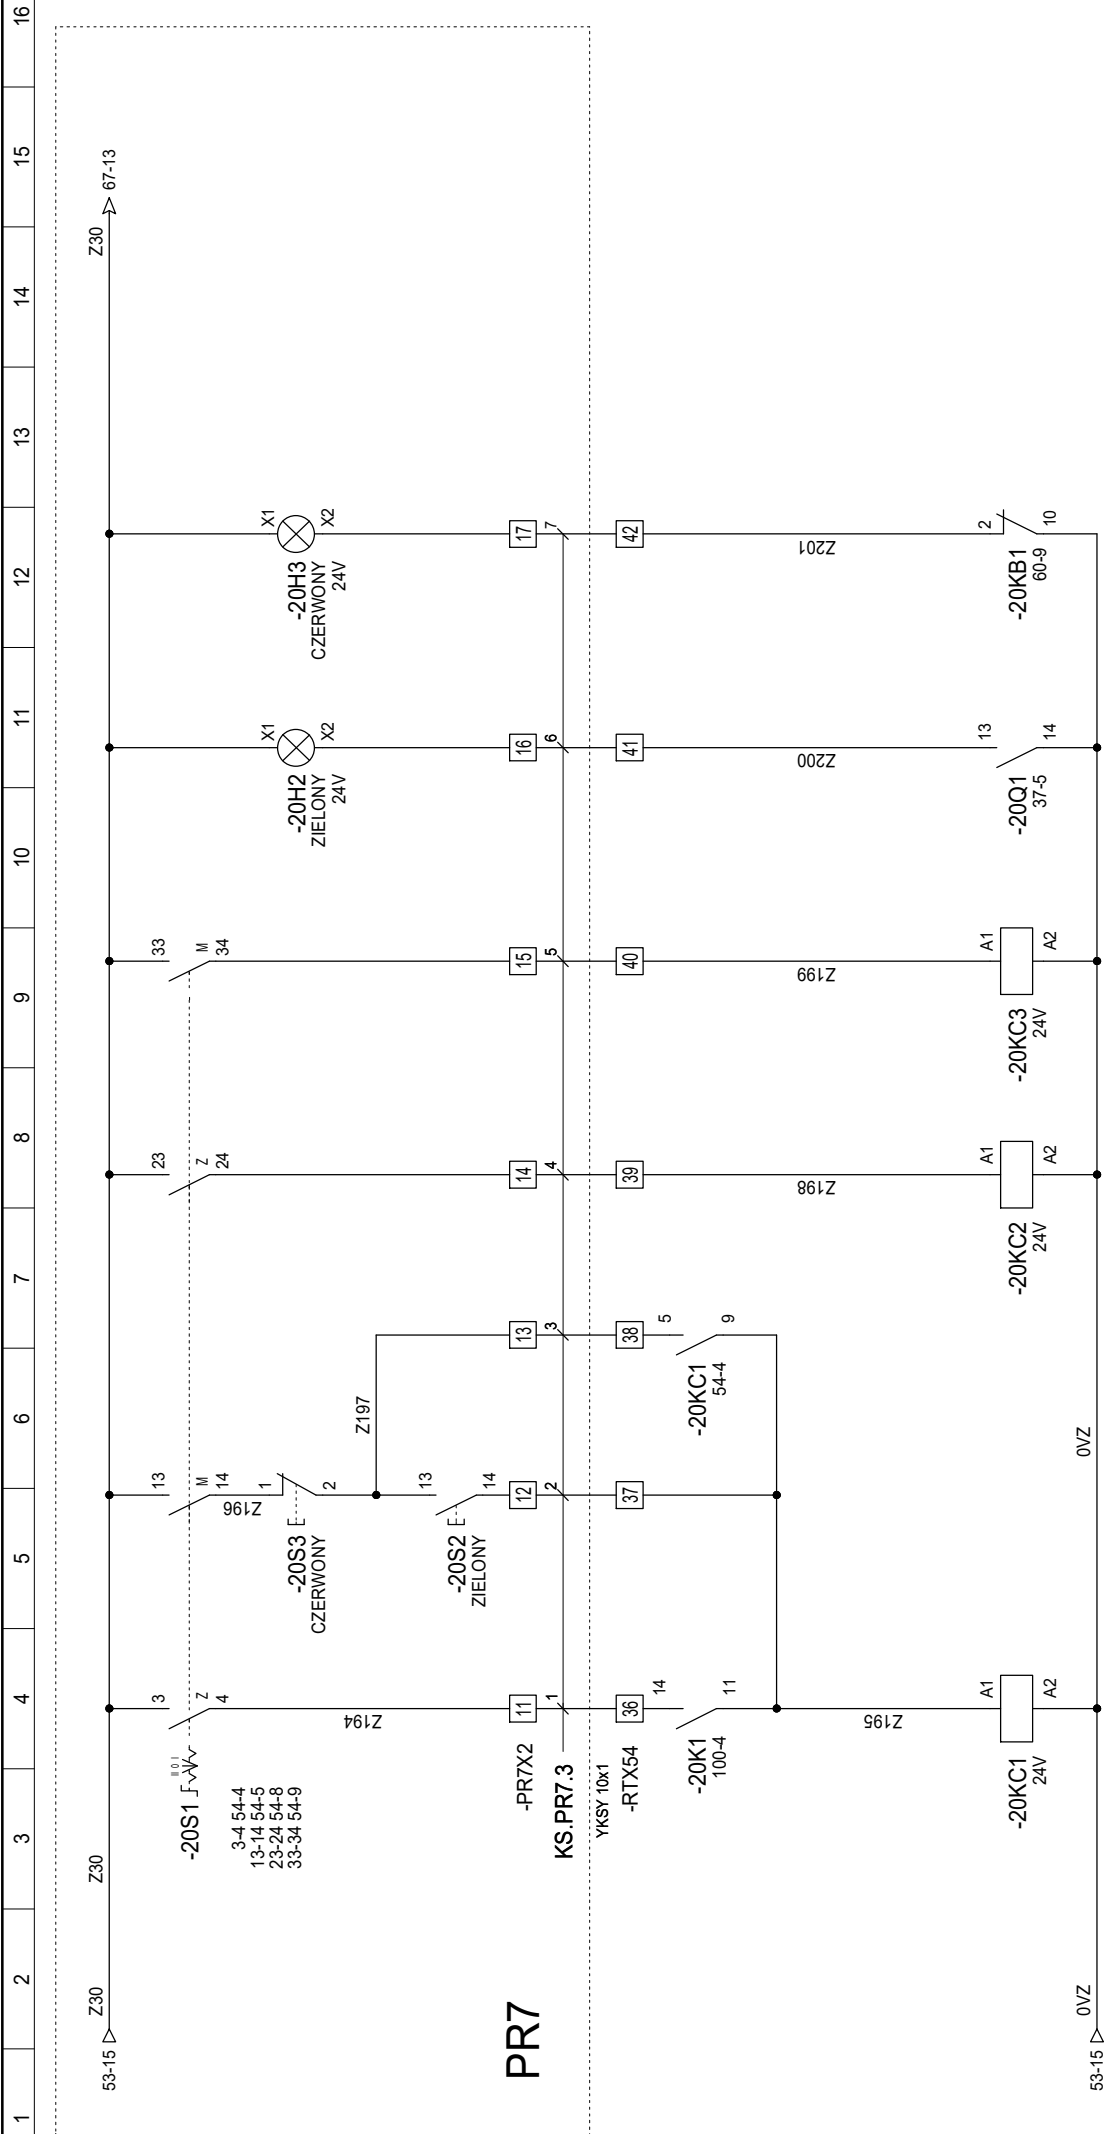 1
2
3
4
5
6
7
8
9
10
11
12
13
14
15
16
53-15
Z30
Z30
Z30
67-13
-20S1
II 0 I
3-4 54-4
13-14 54-5
23-24 54-8
33-34 54-9
3
Z
4
Z194
13
M
14
Z196
23
Z
24
33
M
34
1
2
-20S3
CZERWONY
Z197
13
14
-20S2
ZIELONY
X1
X2
-20H2
ZIELONY
24V
X1
X2
-20H3
CZERWONY
24V
PR7
-PR7X2
11
12
13
14
15
16
17
KS.PR7.3
1
2
3
4
5
6
7
YKSY 10x1
-RTX54
36
37
38
39
40
41
42
14
11
-20K1
100-4
5
9
-20KC1
54-4
Z195
Z198
Z199
Z200
Z201
A1
A2
-20KC1
24V
A1
A2
-20KC2
24V
A1
A2
-20KC3
24V
13
14
-20Q1
37-5
2
10
-20KB1
60-9
53-15
0VZ
0VZ